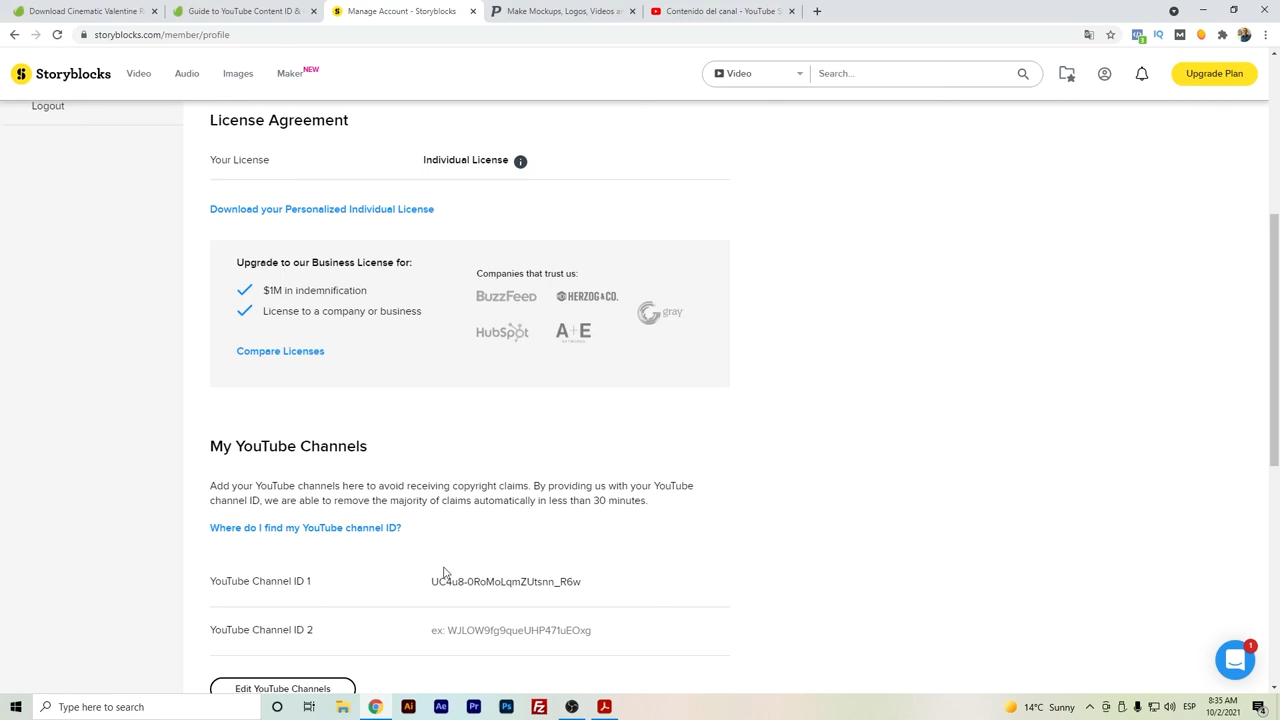 Download Cinematic Valentine R
Guide to YouTube Content ID &
Manage Account - Storyblocks
Make Mockups, Logos, Videos a
Contenido del canal - YouTube S
storyblocks.com/member/profile
Storyblocks
Video
Audio
Images
Maker NEW
Video
Search...
Upgrade Plan
Logout
License Agreement
Your License
Individual License
Download your Personalized Individual License
Upgrade to our Business License for:
$1M in indemnification
License to a company or business
Compare Licenses
Companies that trust us:
BuzzFeed
HERZOG&CO.
gray
HubSpot
A+E
NETWORKS
My YouTube Channels
Add your YouTube channels here to avoid receiving copyright claims. By providing us with your YouTube
channel ID, we are able to remove the majority of claims automatically in less than 30 minutes.
Where do I find my YouTube channel ID?
YouTube Channel ID 1
UC4u8-0RoMoLqmZUtsnn_R6w
YouTube Channel ID 2
ex: WJLOW9fg9queUHP471uEOxg
Edit YouTube Channels
1
Type here to search
14°C Sunny
ESP
8:35 AM
10/2/2021
4